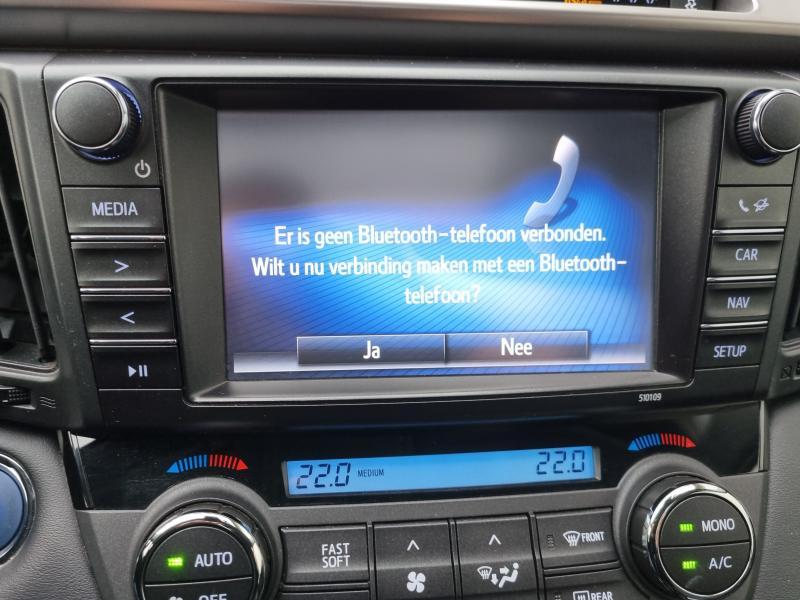 MEDIA
>
<
Er is geen Bluetooth-telefoon verbonden.
Wilt u nu verbinding maken met een Bluetooth-
telefoon?
Ja
Nee
CAR
NAV
SETUP
510109
22.0 MEDIUM 22.0
AUTO
OFF
FAST
SOFT
FRONT
REAR
MONO
A/C